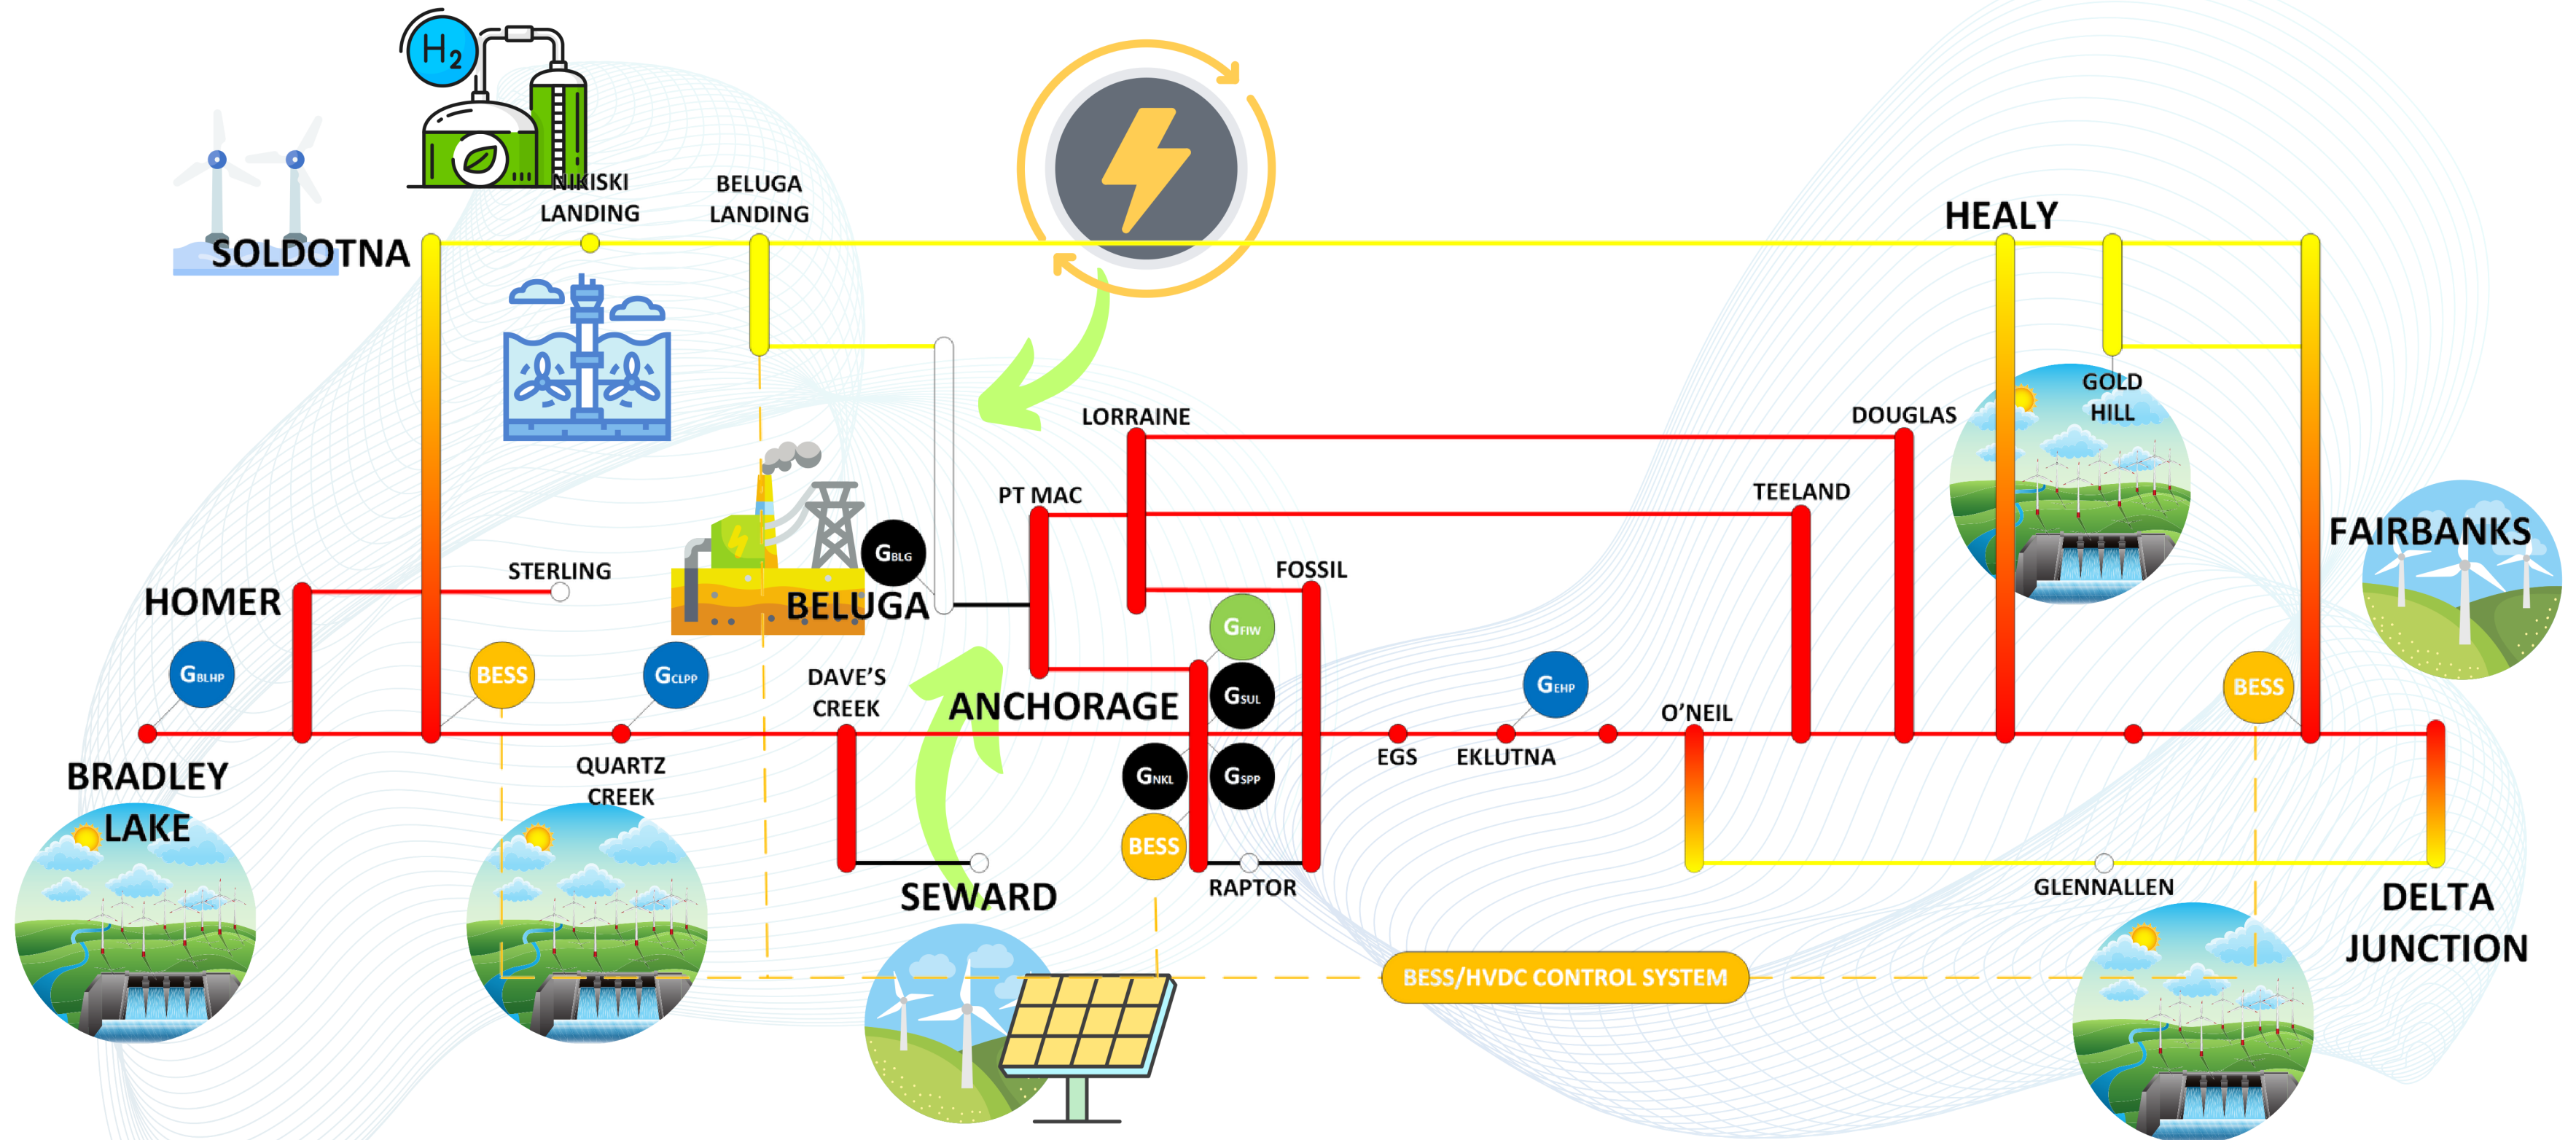 H2
NIKISKI
LANDING
BELUGA
LANDING
HEALY
SOLDOTNA
GOLD
HILL
LORRAINE
DOUGLAS
PT MAC
TEELAND
FAIRBANKS
GBLG
STERLING
FOSSIL
HOMER
BELUGA
GFIW
GBLHP
BESS
GCLPP
DAVE'S
CREEK
ANCHORAGE
GSUL
GEHP
BESS
O'NEIL
BRADLEY
LAKE
QUARTZ
CREEK
GNKL
GSPP
EGS
EKLUTNA
BESS
SEWARD
RAPTOR
GLENNALLEN
DELTA
JUNCTION
BESS/HVDC CONTROL SYSTEM